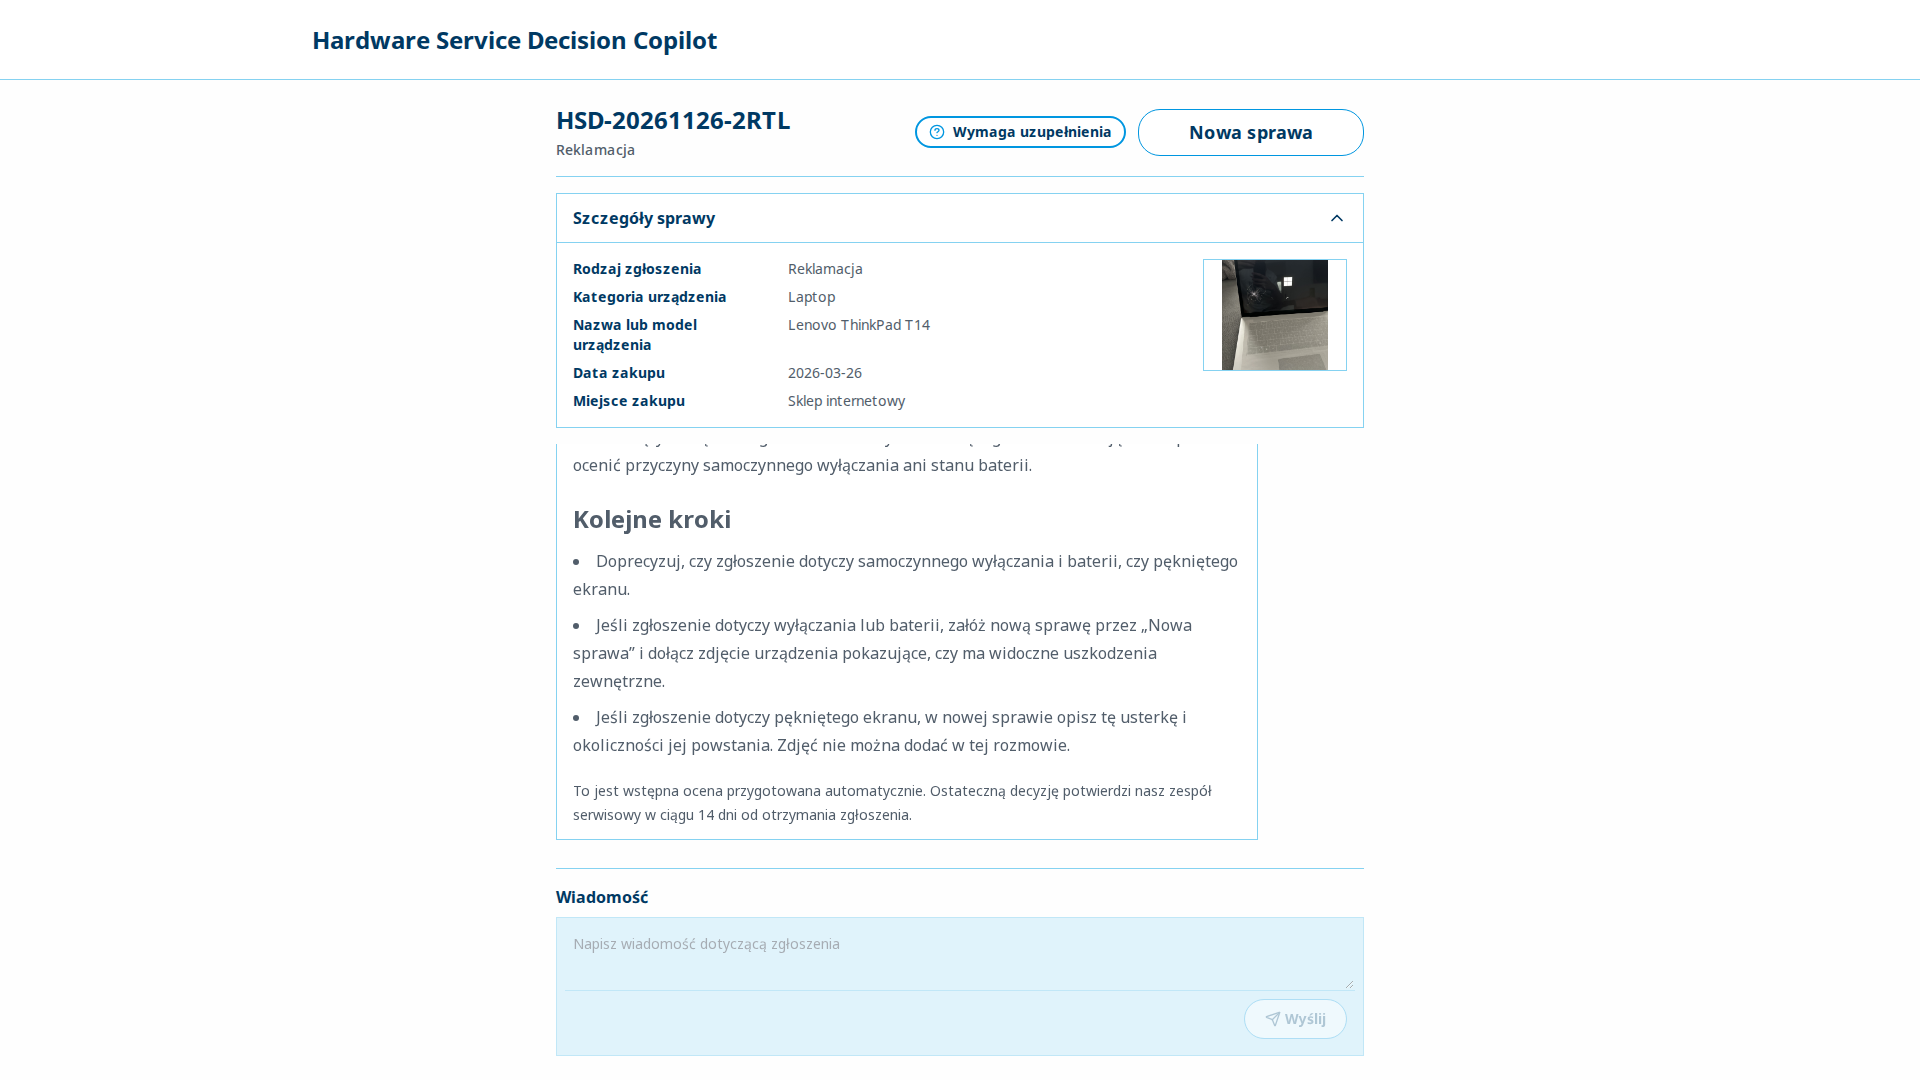 Hardware Service Decision Copilot
HSD-20261126-2RTL
Reklamacja
Wymaga uzupełnienia
Nowa sprawa
Szczegóły sprawy
Rodzaj zgłoszenia Reklamacja
Kategoria urządzenia Laptop
Nazwa lub model urządzenia Lenovo ThinkPad T14
Data zakupu 2026-03-26
Miejsce zakupu Sklep internetowy
ocenić przyczyny samoczynnego wyłączania ani stanu baterii.
Kolejne kroki
• Doprecyzuj, czy zgłoszenie dotyczy samoczynnego wyłączania i baterii, czy pękniętego
ekranu.
• Jeśli zgłoszenie dotyczy wyłączania lub baterii, załóż nową sprawę przez „Nowa
sprawa” i dołącz zdjęcie urządzenia pokazujące, czy ma widoczne uszkodzenia
zewnętrzne.
• Jeśli zgłoszenie dotyczy pękniętego ekranu, w nowej sprawie opisz tę usterkę i
okoliczności jej powstania. Zdjęć nie można dodać w tej rozmowie.
To jest wstępna ocena przygotowana automatycznie. Ostateczną decyzję potwierdzi nasz zespół
serwisowy w ciągu 14 dni od otrzymania zgłoszenia.
Wiadomość
Napisz wiadomość dotyczącą zgłoszenia
Wyślij